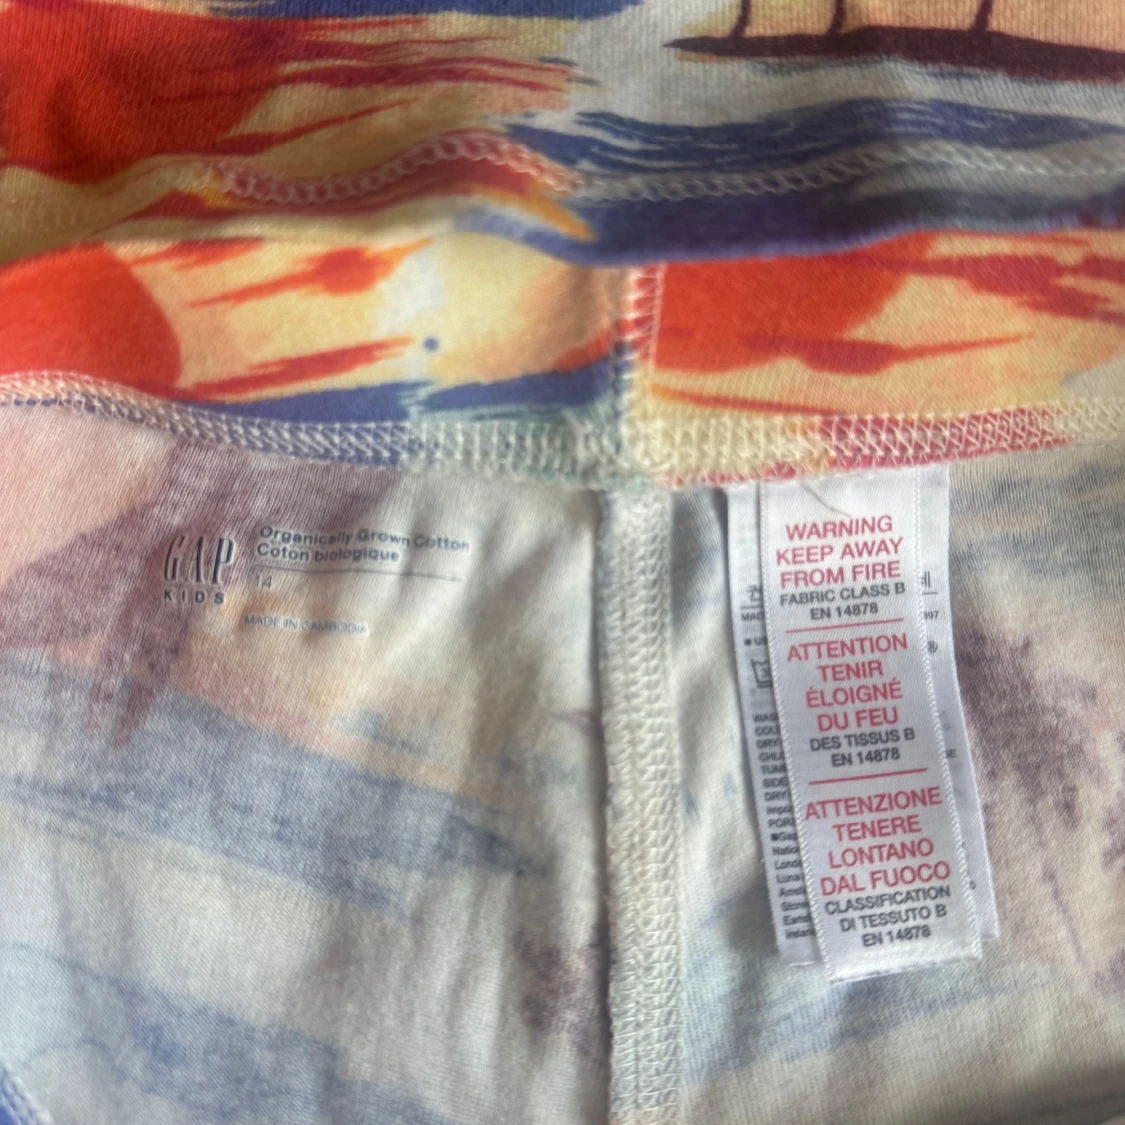 GAP
KIDS
Organically Grown Cotton
Coton biologique
14
MADE IN CAMBODIA
WARNING
KEEP AWAY
FROM FIRE
FABRIC CLASS B
EN 14878
ATTENTION
TENIR
ÉLOIGNÉ
DU FEU
DES TISSUS B
EN 14878
ATTENZIONE
TENERE
LONTANO
DAL FUOCO
CLASSIFICATION
DI TESSUTO B
EN 14878